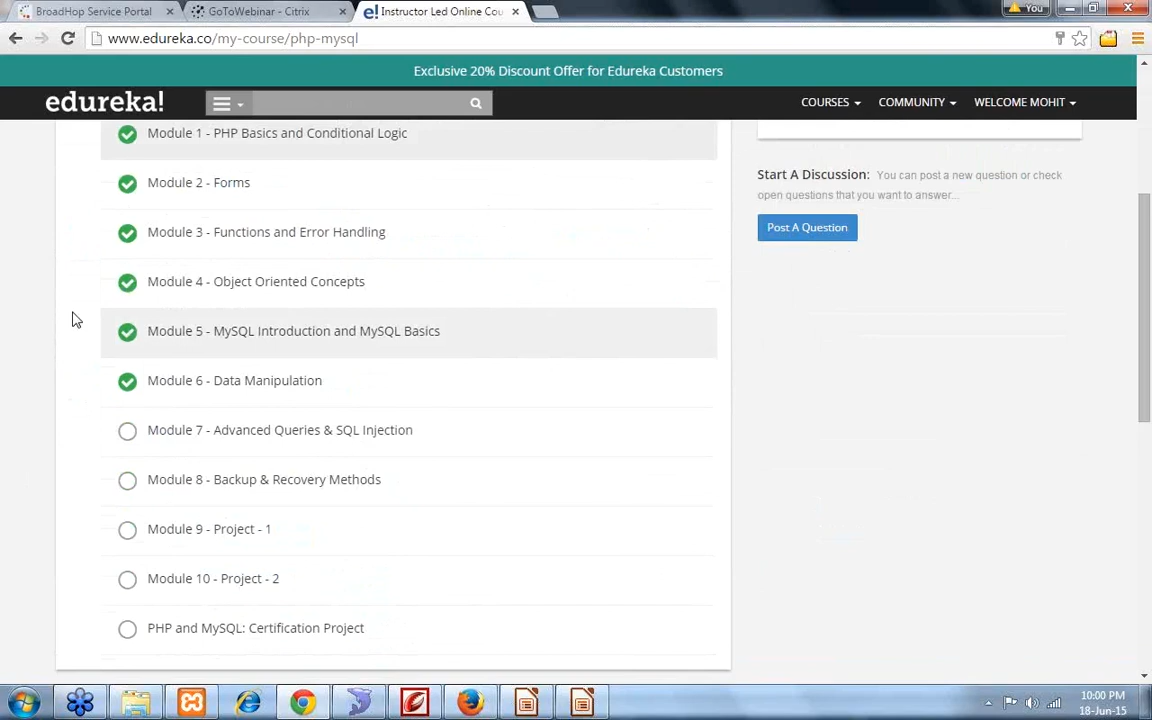 BroadHop Service Portal
GoToWebinar - Citrix
Instructor Led Online Cou
You
www.edureka.co/my-course/php-mysql
Exclusive 20% Discount Offer for Edureka Customers
edureka!
COURSES
COMMUNITY
WELCOME MOHIT
Module 1 - PHP Basics and Conditional Logic
Module 2 - Forms
Module 3 - Functions and Error Handling
Module 4 - Object Oriented Concepts
Module 5 - MySQL Introduction and MySQL Basics
Module 6 - Data Manipulation
Module 7 - Advanced Queries & SQL Injection
Module 8 - Backup & Recovery Methods
Module 9 - Project - 1
Module 10 - Project - 2
PHP and MySQL: Certification Project
Start A Discussion: You can post a new question or check
open questions that you want to answer...
Post A Question
10:00 PM
18-Jun-15